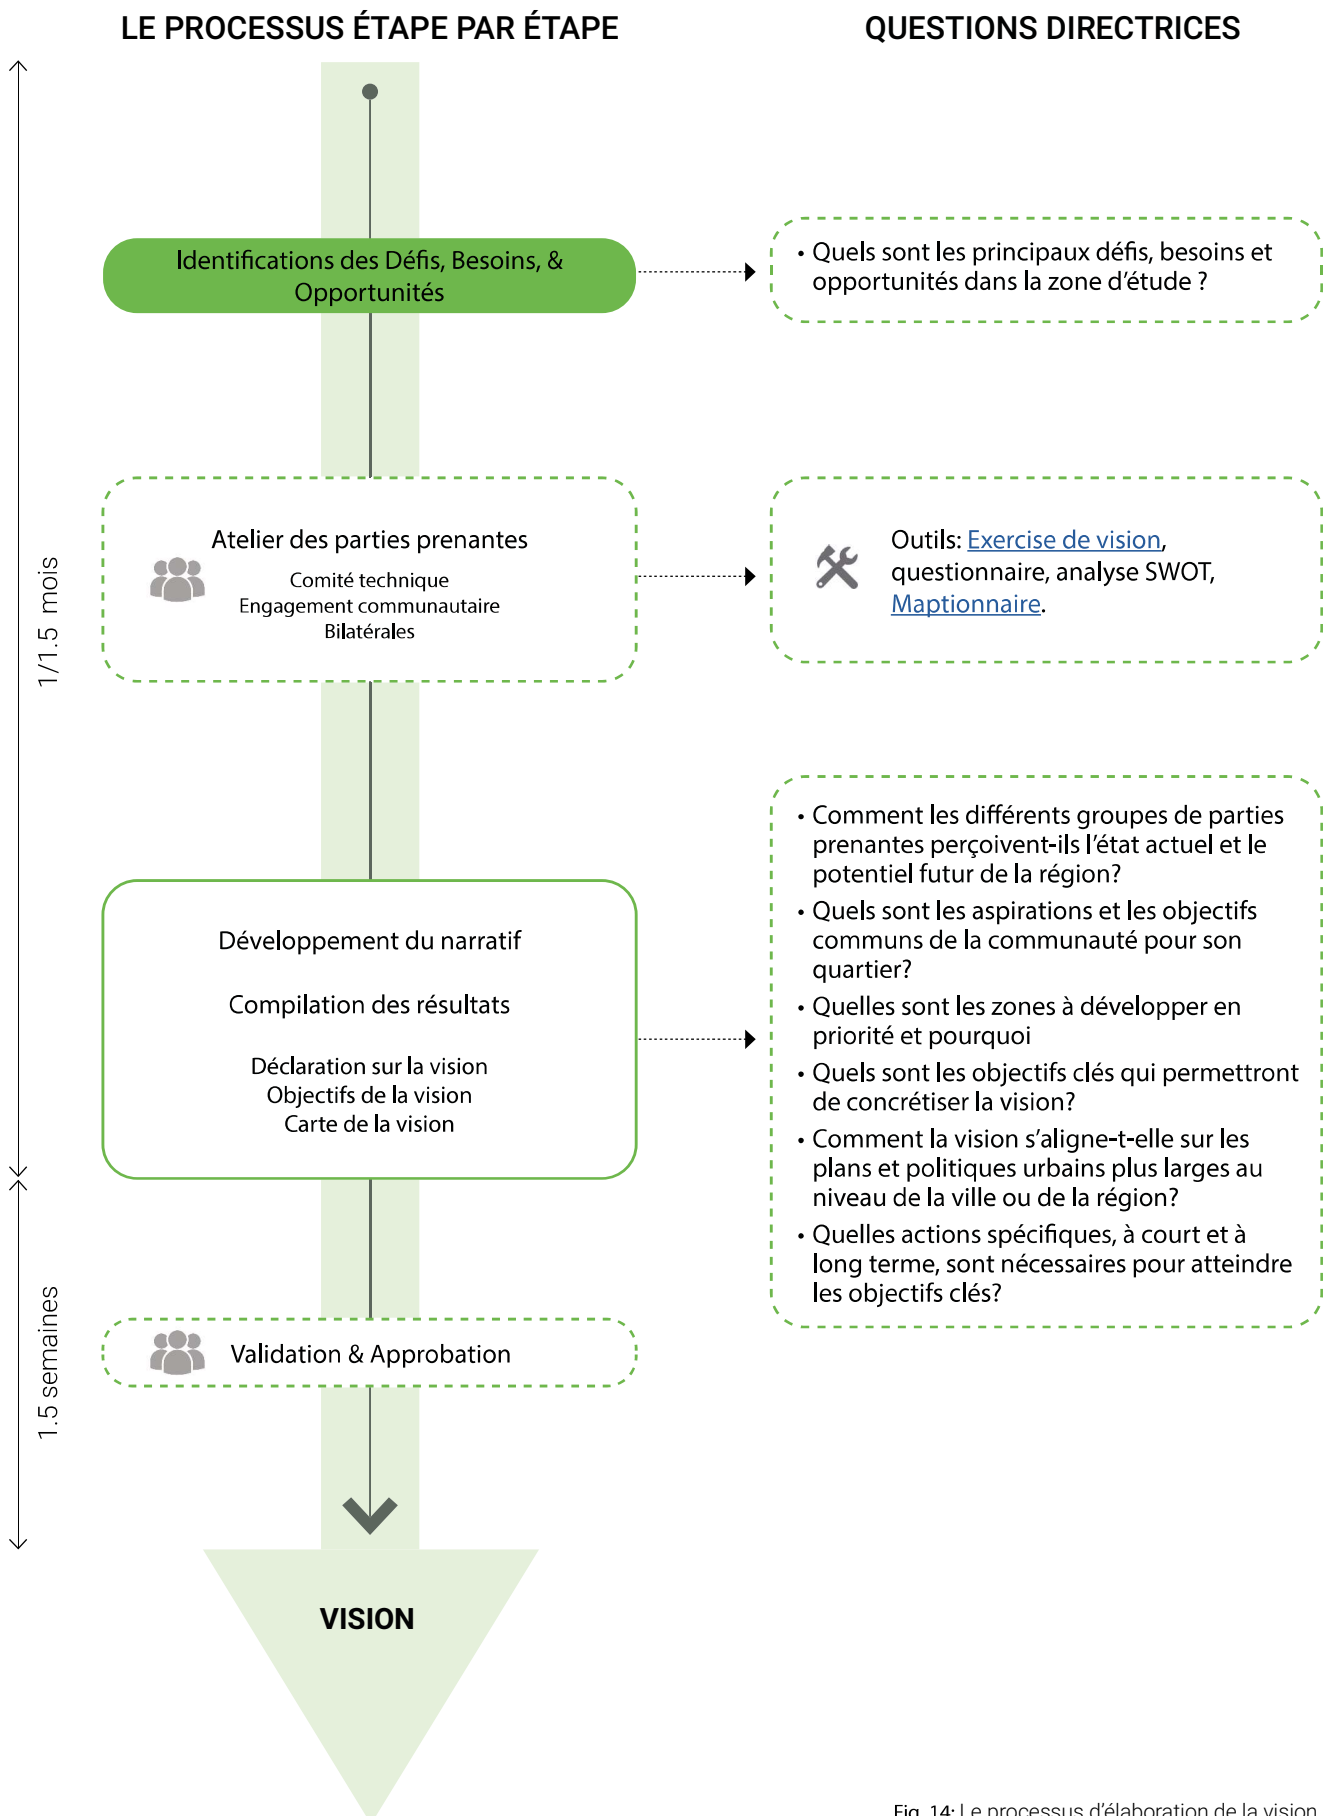 LE PROCESSUS ÉTAPE PAR ÉTAPE
QUESTIONS DIRECTRICES
1/1.5 mois
Identifications des Défis, Besoins, &
Opportunités
• Quels sont les principaux défis, besoins et
opportunités dans la zone d'étude ?
Atelier des parties prenantes
Comité technique
Engagement communautaire
Bilatérales
Outils: Exercise de vision,
questionnaire, analyse SWOT,
Maptionnaire.
Développement du narratif
Compilation des résultats
Déclaration sur la vision
Objectifs de la vision
Carte de la vision
• Comment les différents groupes de parties
prenantes perçoivent-ils l'état actuel et le
potentiel futur de la région?
• Quels sont les aspirations et les objectifs
communs de la communauté pour son
quartier?
• Quelles sont les zones à développer en
priorité et pourquoi
• Quels sont les objectifs clés qui permettront
de concrétiser la vision?
• Comment la vision s'aligne-t-elle sur les
plans et politiques urbains plus larges au
niveau de la ville ou de la région?
• Quelles actions spécifiques, à court et à
long terme, sont nécessaires pour atteindre
les objectifs clés?
1.5 semaines
Validation & Approbation
VISION
Fig. 14: Le processus d'élaboration de la vision